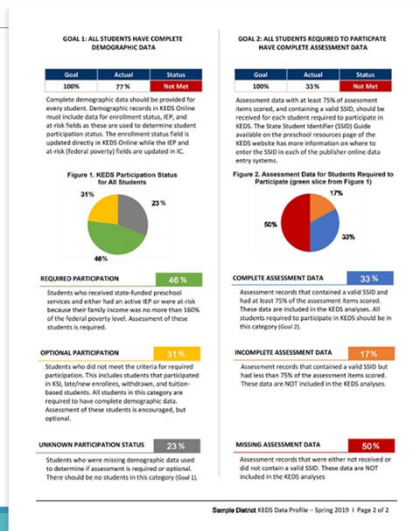 GOAL 1: ALL STUDENTS HAVE COMPLETE
DEMOGRAPHIC DATA
Goal Actual Status
100% 77% Not Met
Complete demographic data should be provided for
every student. Demographic records in KEDS Online
must include data for enrollment status, IEP, and
at-risk fields as these are used to determine student
participation status. The enrollment status field is
updated directly in KEDS Online while the IEP and
at-risk (federal poverty) fields are updated in IC.
Figure 1. KEDS Participation Status
for All Students
31%
23%
46%
REQUIRED PARTICIPATION 46%
Students who received state-funded preschool
services and either had an active IEP or were at-risk
because their family income was no more than 160%
of the federal poverty level. Assessment of these
students is required.
OPTIONAL PARTICIPATION 31%
Students who did not meet the criteria for required
participation. This includes students that participated
in KSI, late/new enrollees, withdrawn, and tuition-
based students. All students in this category are
required to have complete demographic data.
Assessment of these students is encouraged, but
optional.
UNKNOWN PARTICIPATION STATUS 23%
Students who were missing demographic data used
to determine if assessment is required or optional.
There should be no students in this category (Goal 1).
GOAL 2: ALL STUDENTS REQUIRED TO PARTICPATE
HAVE COMPLETE ASSESSMENT DATA
Goal Actual Status
100% 33% Not Met
Assessment data with at least 75% of assessment
items scored, and containing a valid SSID, should be
received for each student required to participate in
KEDS. The State Student Identifier (SSID) Guide
available on the preschool resources page of the
KEDS website has more information on where to
enter the SSID in each of the publisher online data
entry systems.
Figure 2. Assessment Data for Students Required to
Participate (green slice from Figure 1)
17%
50%
33%
COMPLETE ASSESSMENT DATA 33%
Assessment records that contained a valid SSID and
had at least 75% of the assessment items scored.
These data are included in the KEDS analyses. All
students required to participate in KEDS should be in
this category (Goal 2).
INCOMPLETE ASSESSMENT DATA 17%
Assessment records that contained a valid SSID but
had less than 75% of the assessment items scored.
These data are NOT included in the KEDS analyses.
MISSING ASSESSMENT DATA 50%
Assessment records that were either not received or
did not contain a valid SSID. These data are NOT
included in the KEDS analyses
Sample District KEDS Data Profile – Spring 2019 I Page 2 of 2